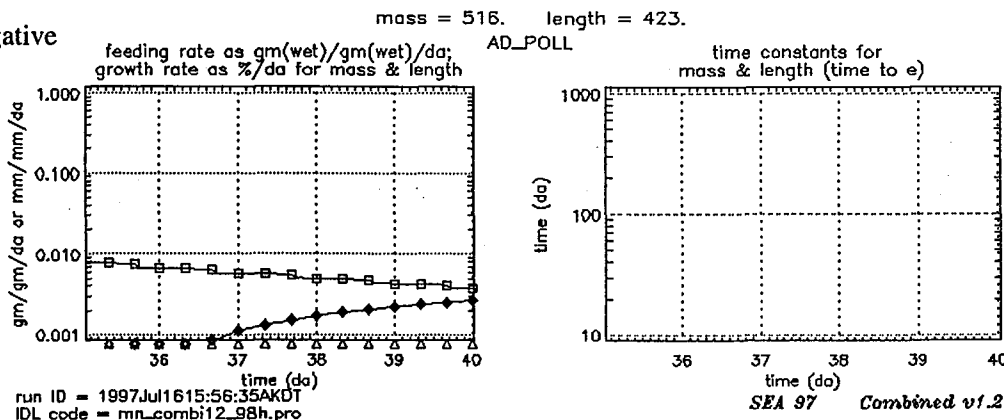 mass = 516. length = 423.
gative
AD_POLL
feeding rate as gm(wet)/gm(wet)/da;
growth rate as %/da for mass & length
gm/gm/da or mm/mm/da
1.000
0.100
0.010
0.001
36 37 38 39 40
time (da)
time constants for
mass & length (time to e)
time (da)
1000
100
10
36 37 38 39 40
time (da)
run ID = 1997Jul1615:56:35AKDT
IDL code = mn_combi12_98h.pro
SEA 97 Combined v1.2